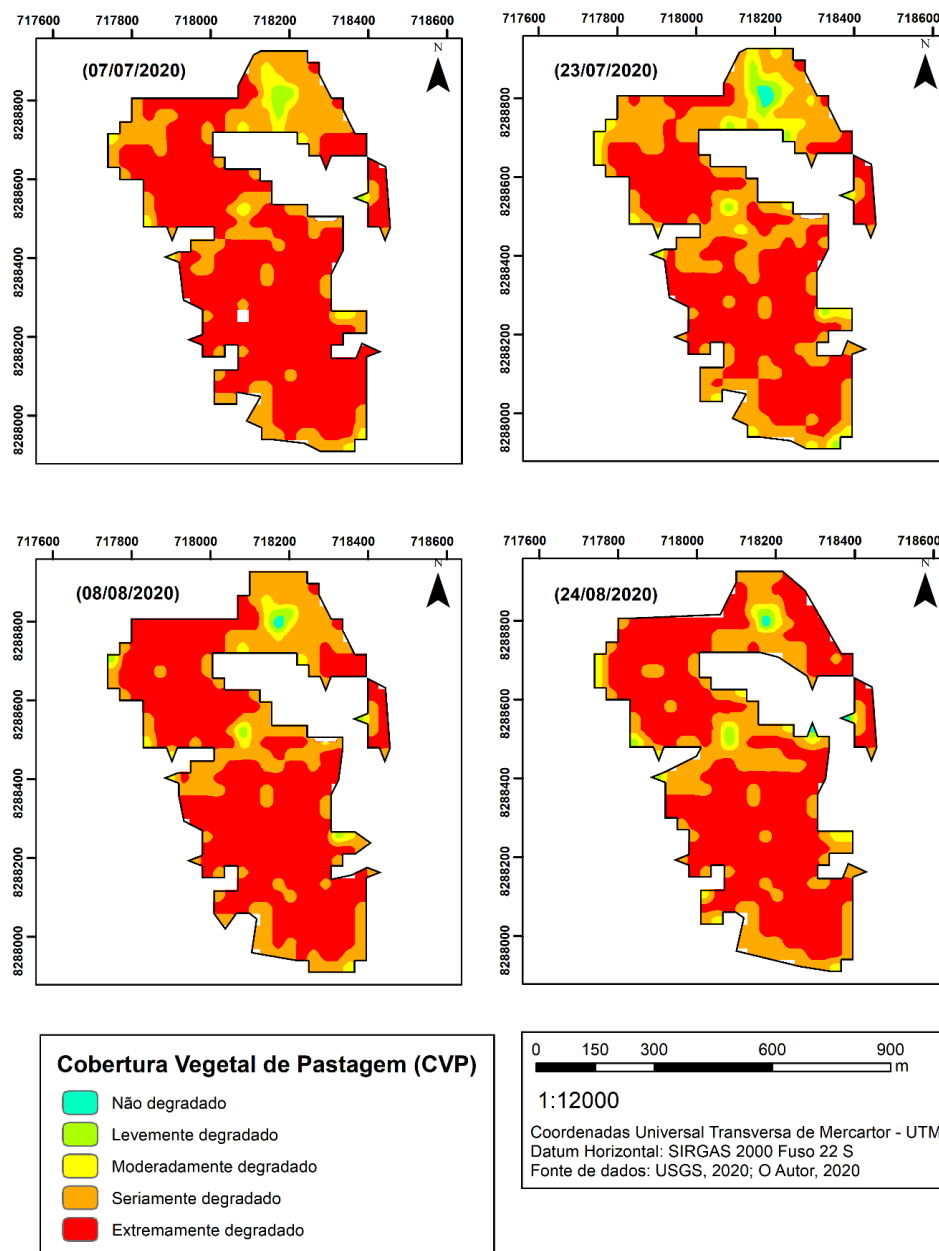 717600 717800 718000 718200 718400 718600
717600 717800 718000 718200 718400 718600
N
N
(07/07/2020)
(23/07/2020)
8288800
8288600
8288400
8288200
8288000
8288800
8288600
8288400
8288200
8288000
717600 717800 718000 718200 718400 718600
717600 717800 718000 718200 718400 718600
N
N
(08/08/2020)
(24/08/2020)
8288800
8288600
8288400
8288200
8288000
8288800
8288600
8288400
8288200
8288000
Cobertura Vegetal de Pastagem (CVP)
Não degradado
Levemente degradado
Moderadamente degradado
Seriamente degradado
Extremamente degradado
0 150 300 600 900
m
1:12000
Coordenadas Universal Transversa de Mercartor - UTM
Datum Horizontal: SIRGAS 2000 Fuso 22 S
Fonte de dados: USGS, 2020; O Autor, 2020